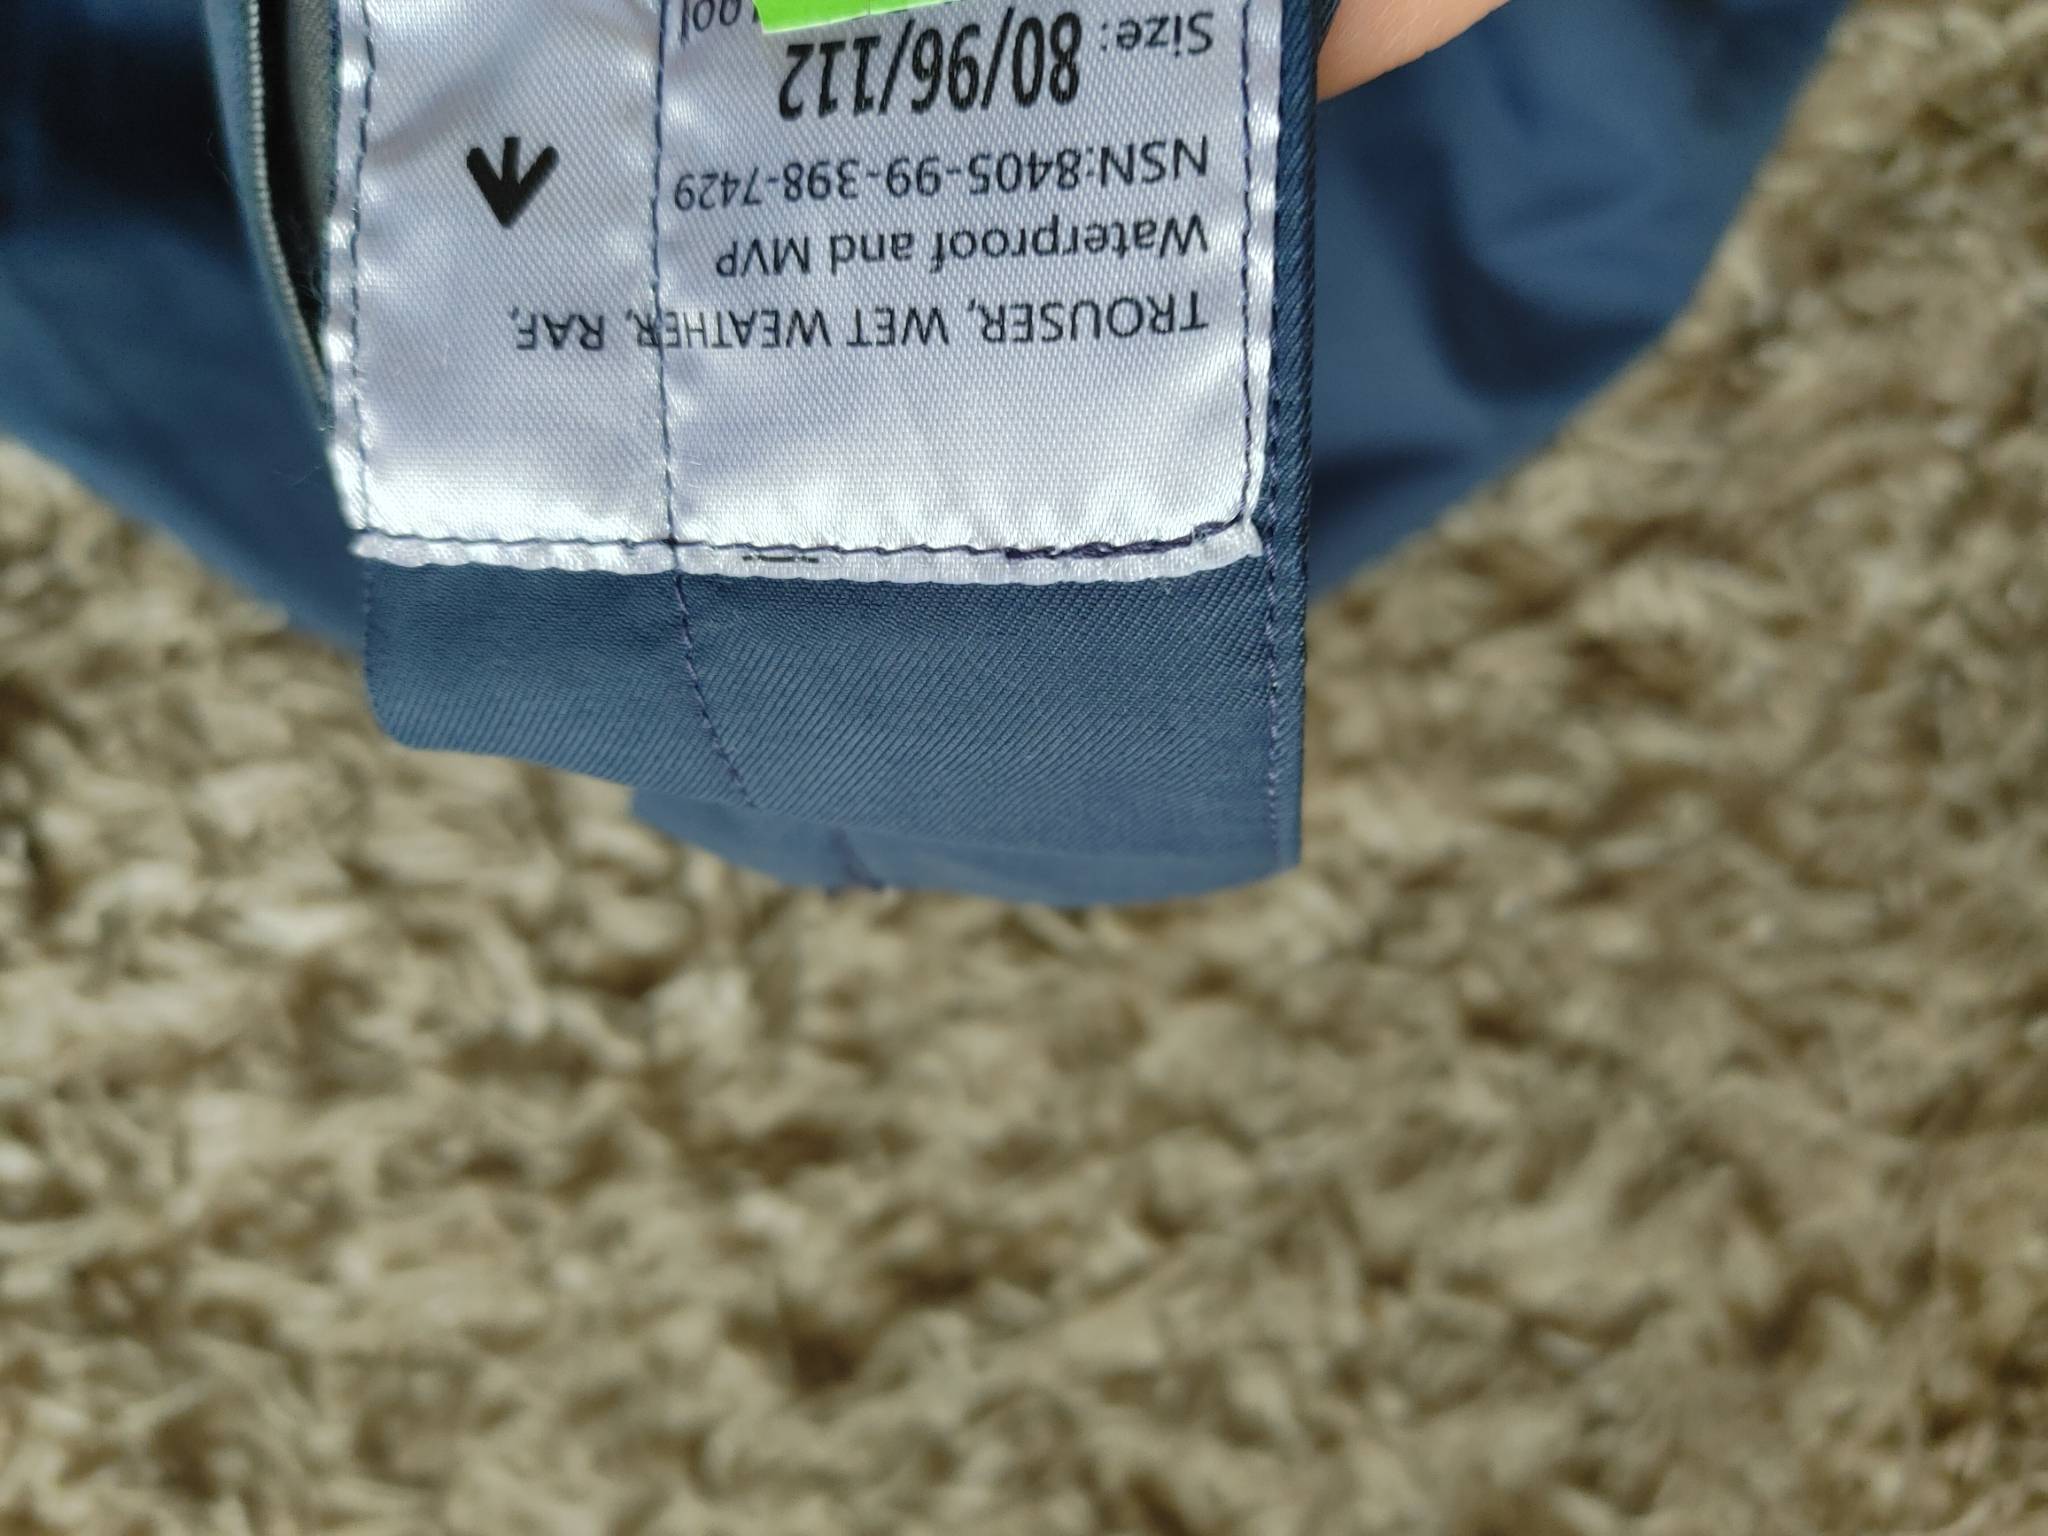 TROUSER, WET WEATHER, RAF,
Waterproof and MVP
NSN:8405-99-398-7429
Size: 80/96/112